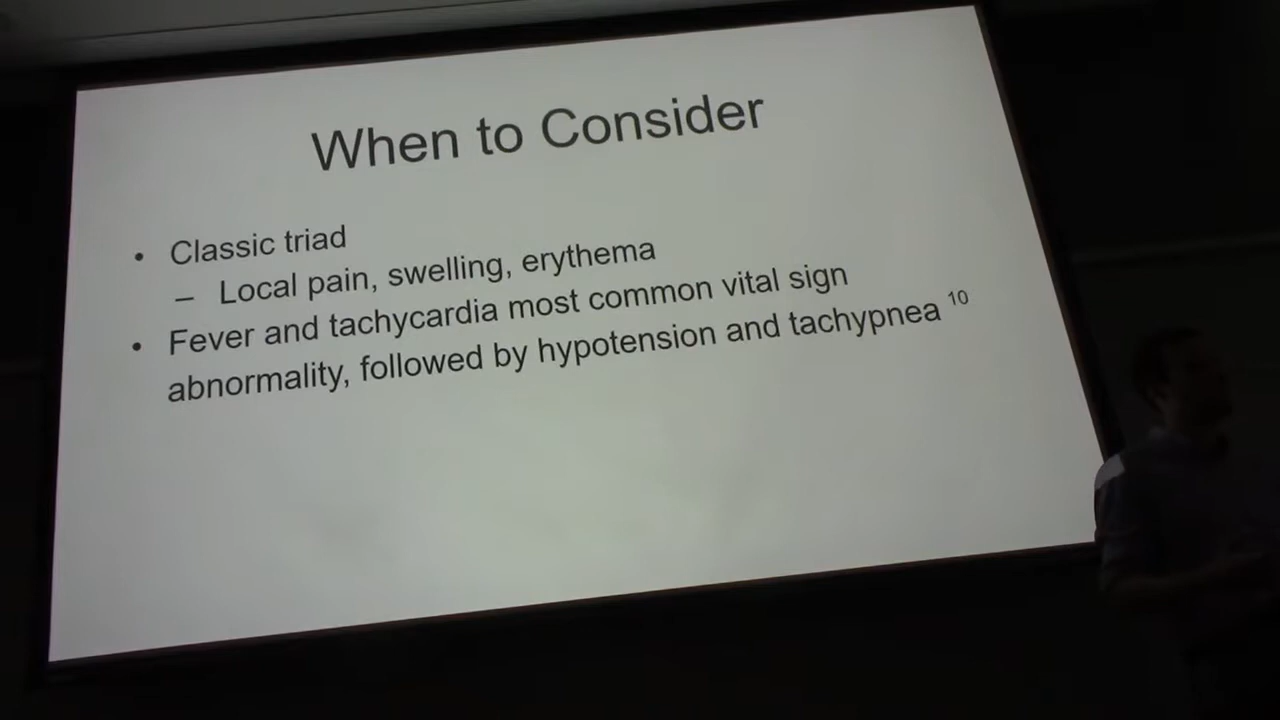 When to Consider
• Classic triad
– Local pain, swelling, erythema
• Fever and tachycardia most common vital sign
abnormality, followed by hypotension and tachypnea 10